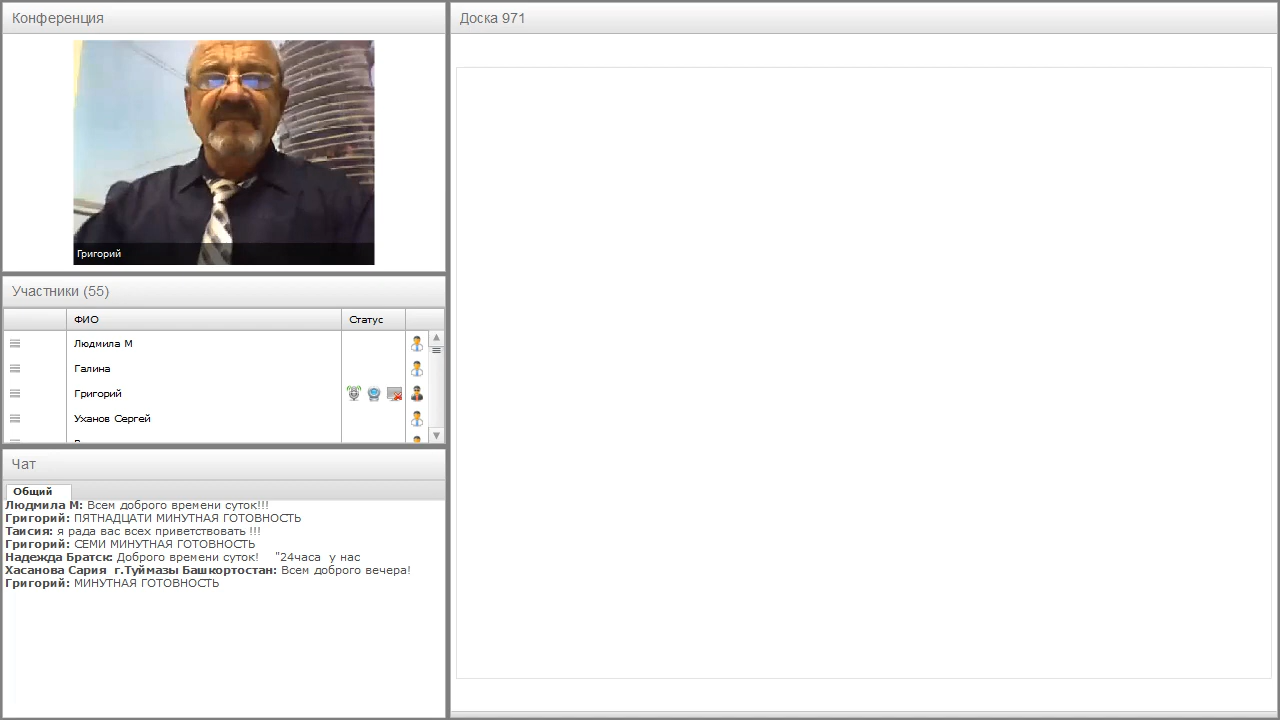 Конференция
Григорий
Участники (55)
ФИО Статус
Людмила М
Галина
Григорий
Уханов Сергей
Чат
Общий
Людмила М: Всем доброго времени суток!!!
Григорий: ПЯТНАДЦАТИ МИНУТНАЯ ГОТОВНОСТЬ
Таисия: я рада вас всех приветствовать !!!
Григорий: СЕМИ МИНУТНАЯ ГОТОВНОСТЬ
Надежда Братск: Доброго времени суток! "24часа у нас
Хасанова Сария г.Туймазы Башкортостан: Всем доброго вечера!
Григорий: МИНУТНАЯ ГОТОВНОСТЬ
Доска 971